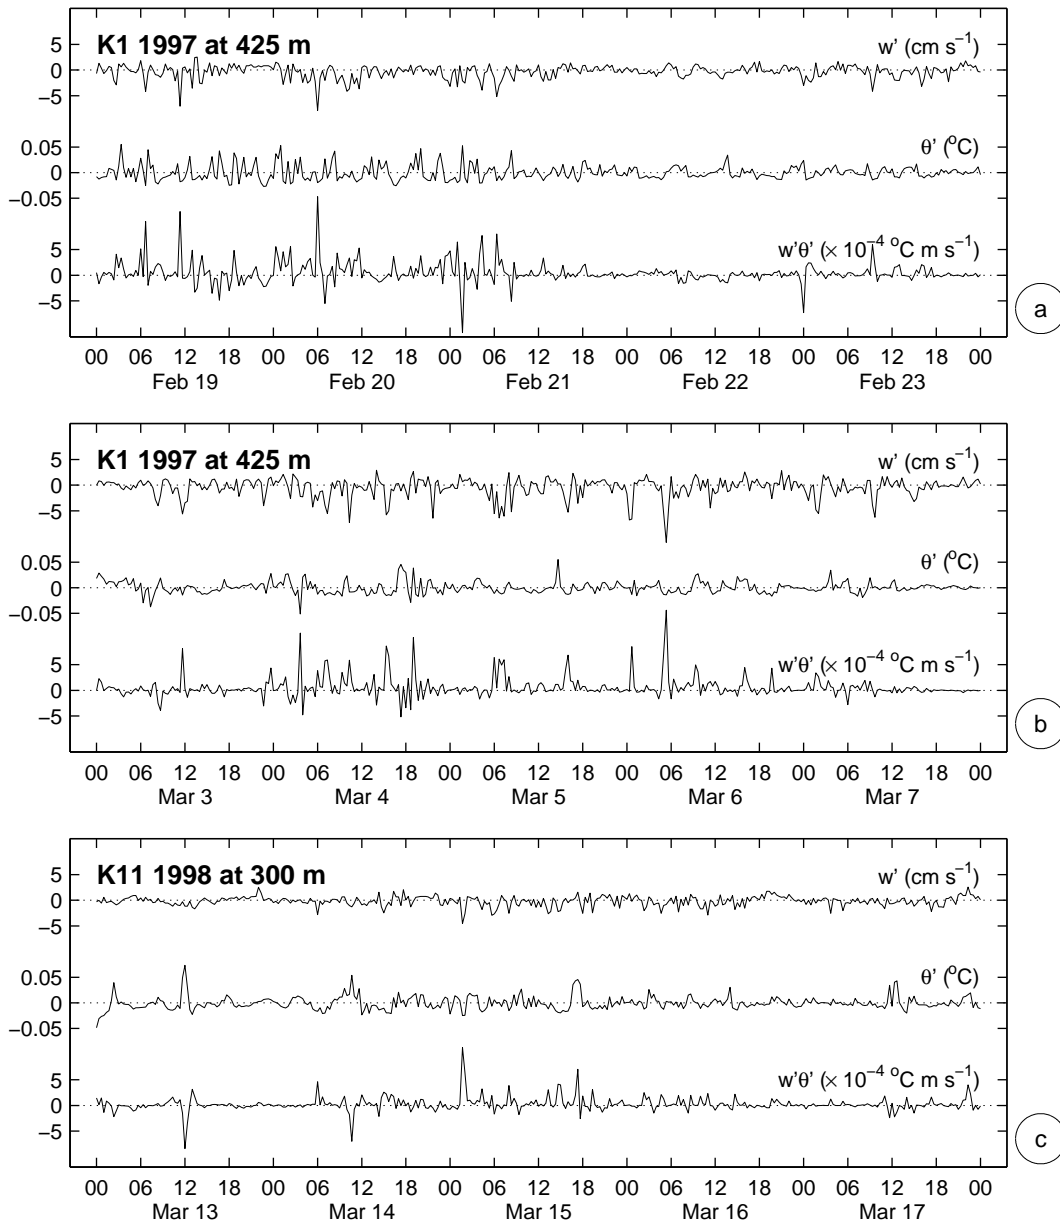 K1 1997 at 425 m
w' (cm s⁻¹)
5
0
−5
θ' (°C)
0.05
0
−0.05
w'θ' (× 10⁻⁴ °C m s⁻¹)
5
0
−5
a
00 06 12 18 00 06 12 18 00 06 12 18 00 06 12 18 00 06 12 18 00
Feb 19 Feb 20 Feb 21 Feb 22 Feb 23
K1 1997 at 425 m
w' (cm s⁻¹)
5
0
−5
θ' (°C)
0.05
0
−0.05
w'θ' (× 10⁻⁴ °C m s⁻¹)
5
0
−5
b
00 06 12 18 00 06 12 18 00 06 12 18 00 06 12 18 00 06 12 18 00
Mar 3 Mar 4 Mar 5 Mar 6 Mar 7
K11 1998 at 300 m
w' (cm s⁻¹)
5
0
−5
θ' (°C)
0.05
0
−0.05
w'θ' (× 10⁻⁴ °C m s⁻¹)
5
0
−5
c
00 06 12 18 00 06 12 18 00 06 12 18 00 06 12 18 00 06 12 18 00
Mar 13 Mar 14 Mar 15 Mar 16 Mar 17